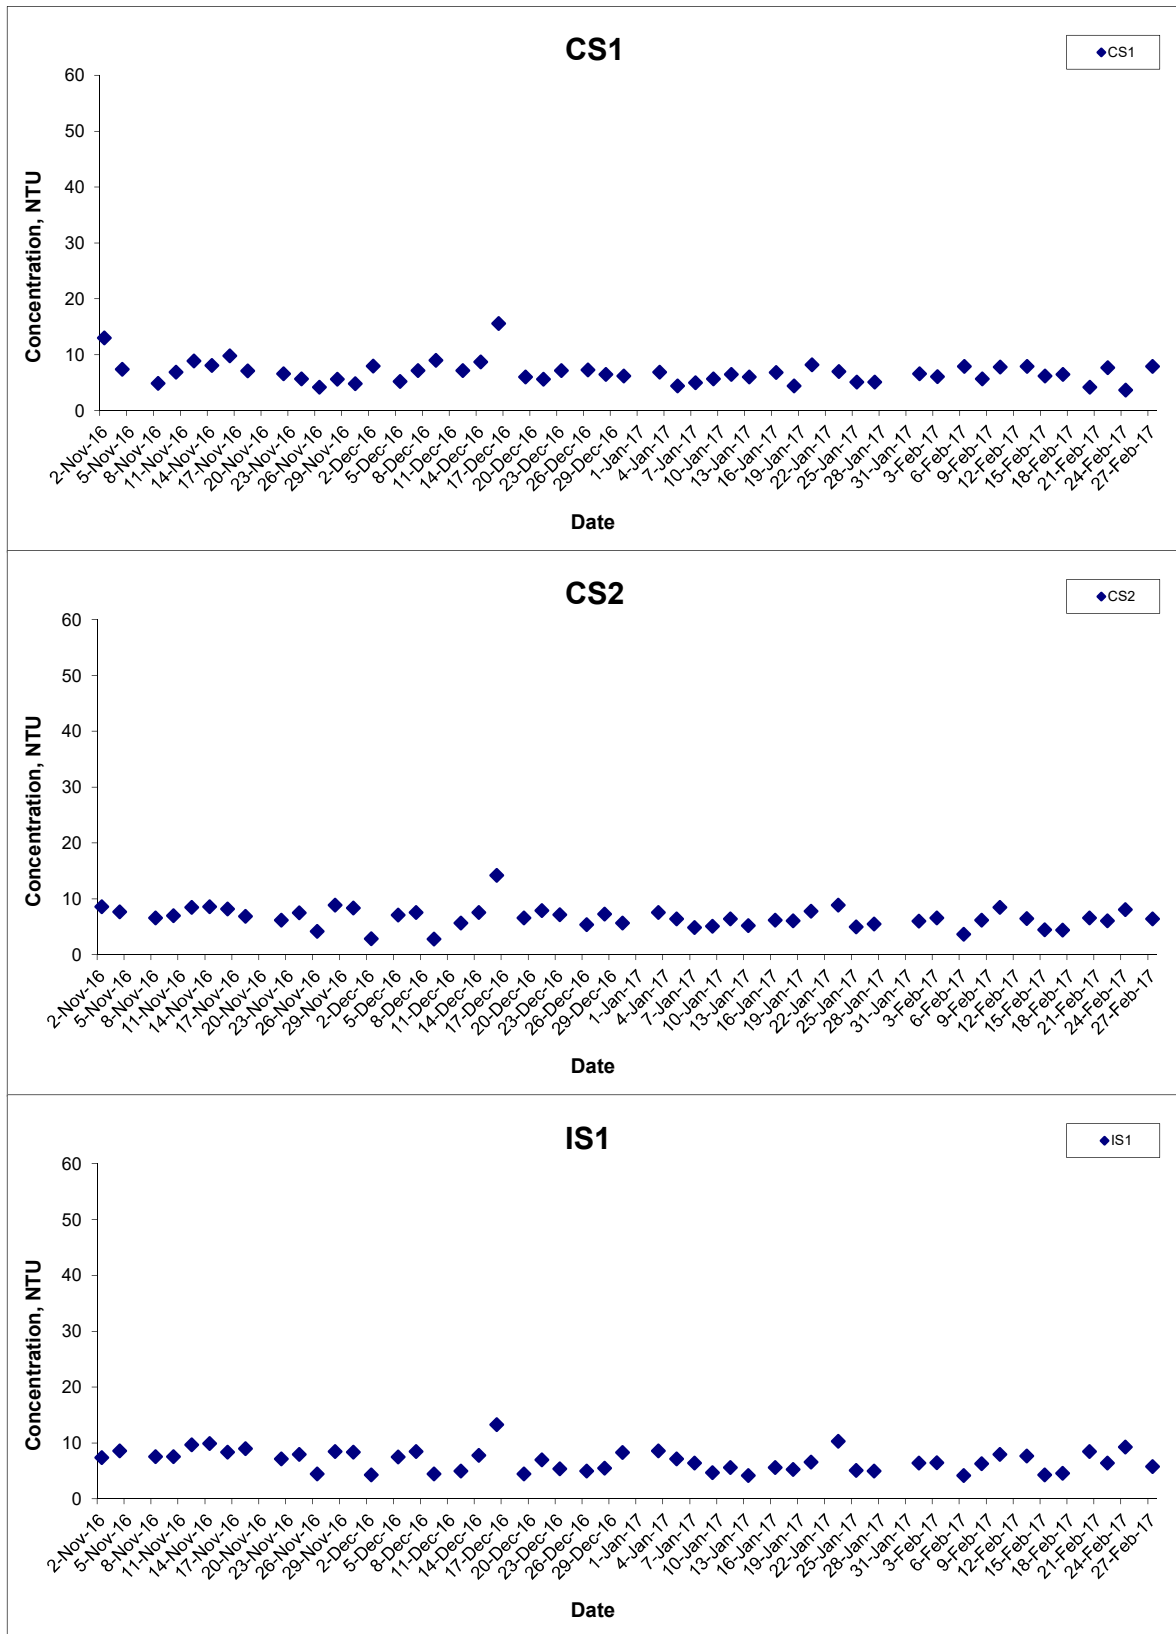 CS1
CS1
60
50
40
30
20
10
0
Concentration, NTU
2-Nov-16
5-Nov-16
8-Nov-16
11-Nov-16
14-Nov-16
17-Nov-16
20-Nov-16
23-Nov-16
26-Nov-16
29-Nov-16
2-Dec-16
5-Dec-16
8-Dec-16
11-Dec-16
14-Dec-16
17-Dec-16
20-Dec-16
23-Dec-16
26-Dec-16
29-Dec-16
1-Jan-17
4-Jan-17
7-Jan-17
10-Jan-17
13-Jan-17
16-Jan-17
19-Jan-17
22-Jan-17
25-Jan-17
28-Jan-17
31-Jan-17
3-Feb-17
6-Feb-17
9-Feb-17
12-Feb-17
15-Feb-17
18-Feb-17
21-Feb-17
24-Feb-17
27-Feb-17
Date
CS2
CS2
60
50
40
30
20
10
0
Concentration, NTU
2-Nov-16
5-Nov-16
8-Nov-16
11-Nov-16
14-Nov-16
17-Nov-16
20-Nov-16
23-Nov-16
26-Nov-16
29-Nov-16
2-Dec-16
5-Dec-16
8-Dec-16
11-Dec-16
14-Dec-16
17-Dec-16
20-Dec-16
23-Dec-16
26-Dec-16
29-Dec-16
1-Jan-17
4-Jan-17
7-Jan-17
10-Jan-17
13-Jan-17
16-Jan-17
19-Jan-17
22-Jan-17
25-Jan-17
28-Jan-17
31-Jan-17
3-Feb-17
6-Feb-17
9-Feb-17
12-Feb-17
15-Feb-17
18-Feb-17
21-Feb-17
24-Feb-17
27-Feb-17
Date
IS1
IS1
60
50
40
30
20
10
0
Concentration, NTU
2-Nov-16
5-Nov-16
8-Nov-16
11-Nov-16
14-Nov-16
17-Nov-16
20-Nov-16
23-Nov-16
26-Nov-16
29-Nov-16
2-Dec-16
5-Dec-16
8-Dec-16
11-Dec-16
14-Dec-16
17-Dec-16
20-Dec-16
23-Dec-16
26-Dec-16
29-Dec-16
1-Jan-17
4-Jan-17
7-Jan-17
10-Jan-17
13-Jan-17
16-Jan-17
19-Jan-17
22-Jan-17
25-Jan-17
28-Jan-17
31-Jan-17
3-Feb-17
6-Feb-17
9-Feb-17
12-Feb-17
15-Feb-17
18-Feb-17
21-Feb-17
24-Feb-17
27-Feb-17
Date